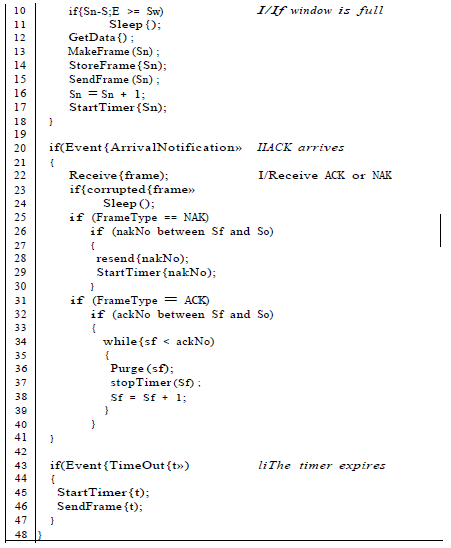 10 if{Sn-S;E >= Sw) I/If window is full
11 Sleep{);
12 GetData{) ;
13 MakeFrame (Sn) ;
14 StoreFrame{Sn);
15 SendFrame (Sn) ;
16 Sn = Sn + 1;
17 StartTimer{Sn);
18 }
19
20 if(Event{ArrivalNotification» IIACK arrives
21 {
22 Receive{frame); I/Receive ACK or NAK
23 if{corrupted{frame»
24 Sleep();
25 if (FrameType == NAK)
26 if (nakNo between Sf and So)
27 {
28 resend{nakNo);
29 StartTimer{nakNo);
30 }
31 if (FrameType == ACK)
32 if (ackNo between Sf and So)
33 {
34 while{sf < ackNo)
35 {
36 Purge(sf);
37 stopTimer(Sf) ;
38 Sf = Sf + 1;
39 }
40 }
41 }
42
43 if(Event{TimeOut{t») liThe timer expires
44 {
45 StartTimer{t);
46 SendFrame{t);
47 }
48 }